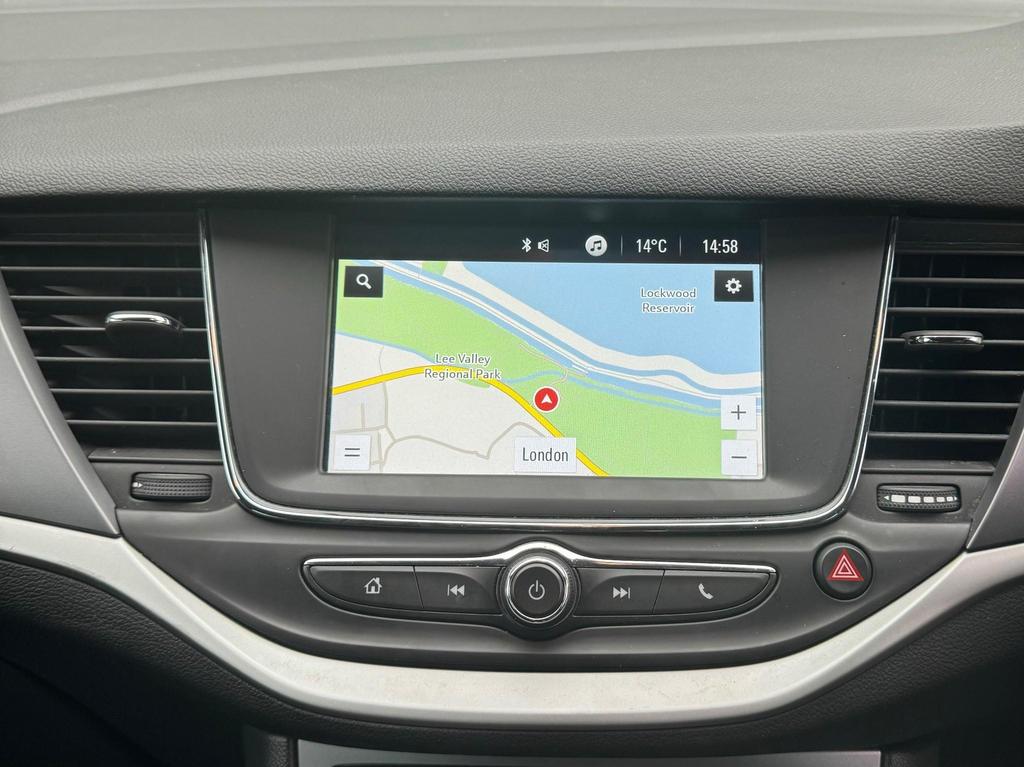 14°C
14:58
Lockwood
Reservoir
Lee Valley
Regional Park
London